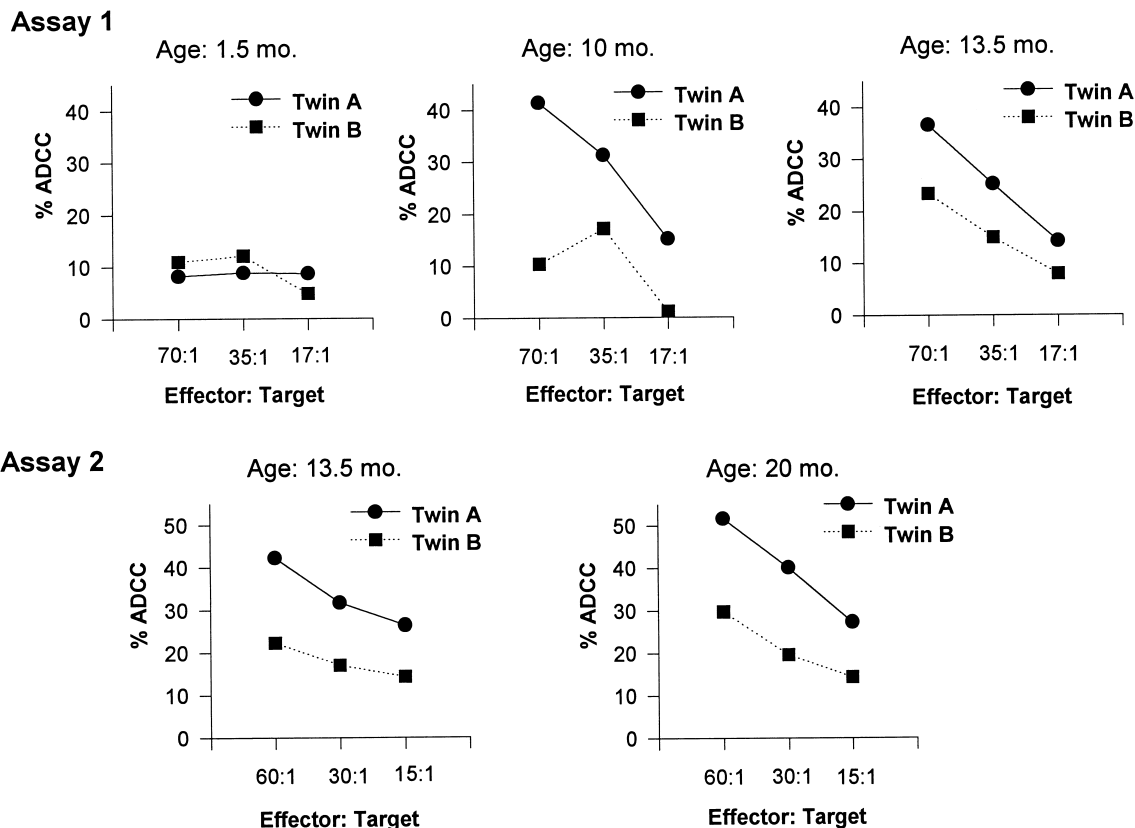 Assay 1
Age: 1.5 mo.
Twin A
Twin B
% ADCC
40
30
20
10
0
70:1 35:1 17:1
Effector: Target
Age: 10 mo.
Twin A
Twin B
% ADCC
40
30
20
10
0
70:1 35:1 17:1
Effector: Target
Age: 13.5 mo.
Twin A
Twin B
% ADCC
40
30
20
10
0
70:1 35:1 17:1
Effector: Target
Assay 2
Age: 13.5 mo.
Twin A
Twin B
% ADCC
50
40
30
20
10
0
60:1 30:1 15:1
Effector: Target
Age: 20 mo.
Twin A
Twin B
% ADCC
50
40
30
20
10
0
60:1 30:1 15:1
Effector: Target